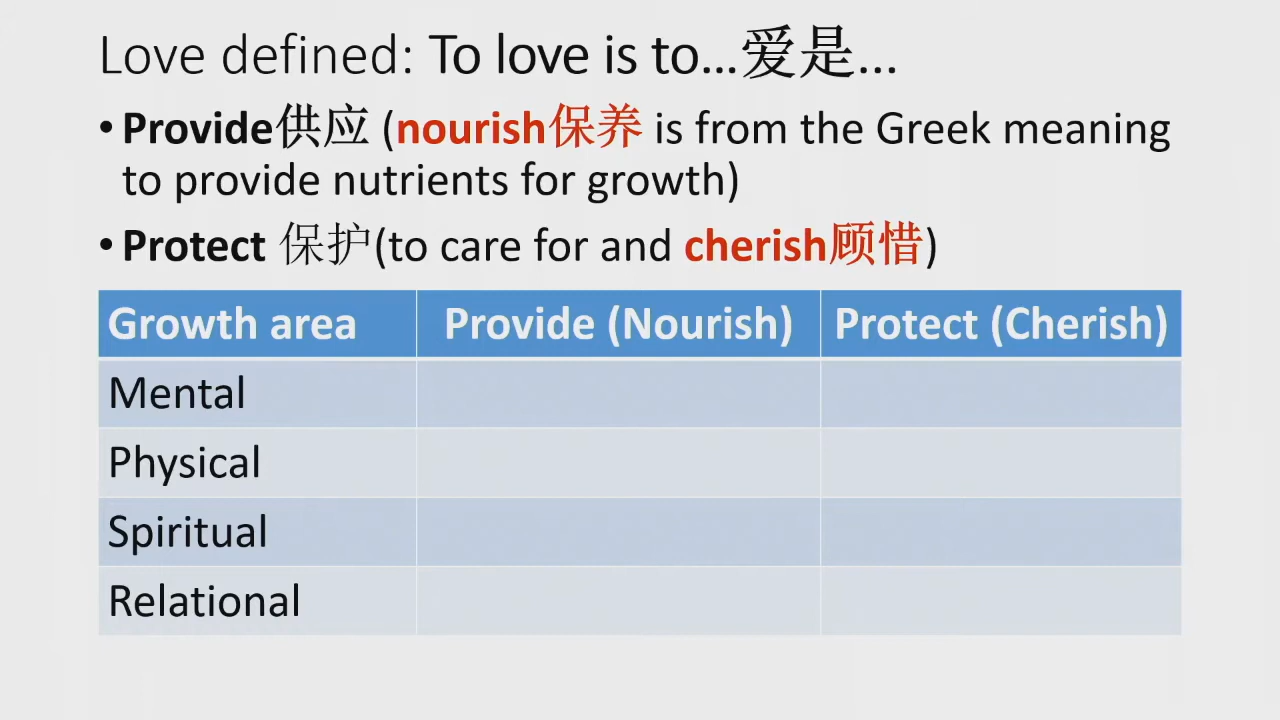 Love defined: To love is to...爱是...
• Provide供应 (nourish保养 is from the Greek meaning
to provide nutrients for growth)
• Protect 保护(to care for and cherish顾惜)
Growth area Provide (Nourish) Protect (Cherish)
Mental
Physical
Spiritual
Relational